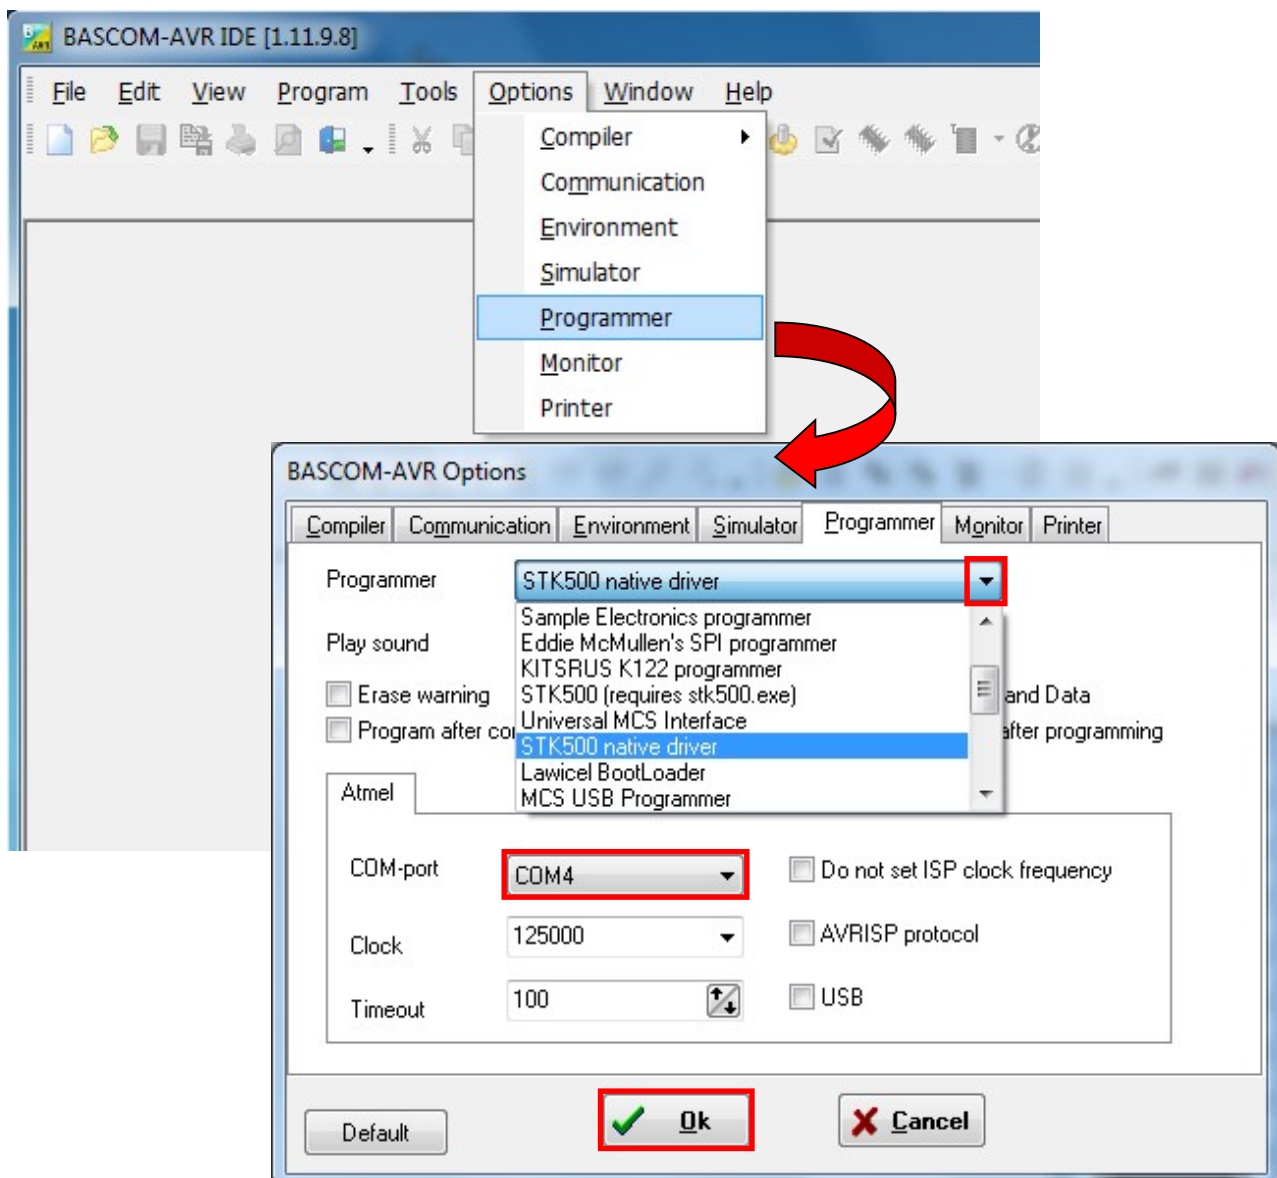 BASCOM-AVR IDE [1.11.9.8]
File Edit View Program Tools Options Window Help
Compiler
Communication
Environment
Simulator
Programmer
Monitor
Printer
BASCOM-AVR Options
Compiler Communication Environment Simulator Programmer Monitor Printer
Programmer STK500 native driver
Sample Electronics programmer
Play sound Eddie McMullen's SPI programmer
KITSRUS K122 programmer
Erase warning STK500 (requires stk500.exe) and Data
Universal MCS Interface
Program after STK500 native driver after programming
Lawicel BootLoader
Atmel MCS USB Programmer
COM-port COM4 Do not set ISP clock frequency
Clock 125000 AVRISP protocol
Timeout 100 USB
Default Ok Cancel